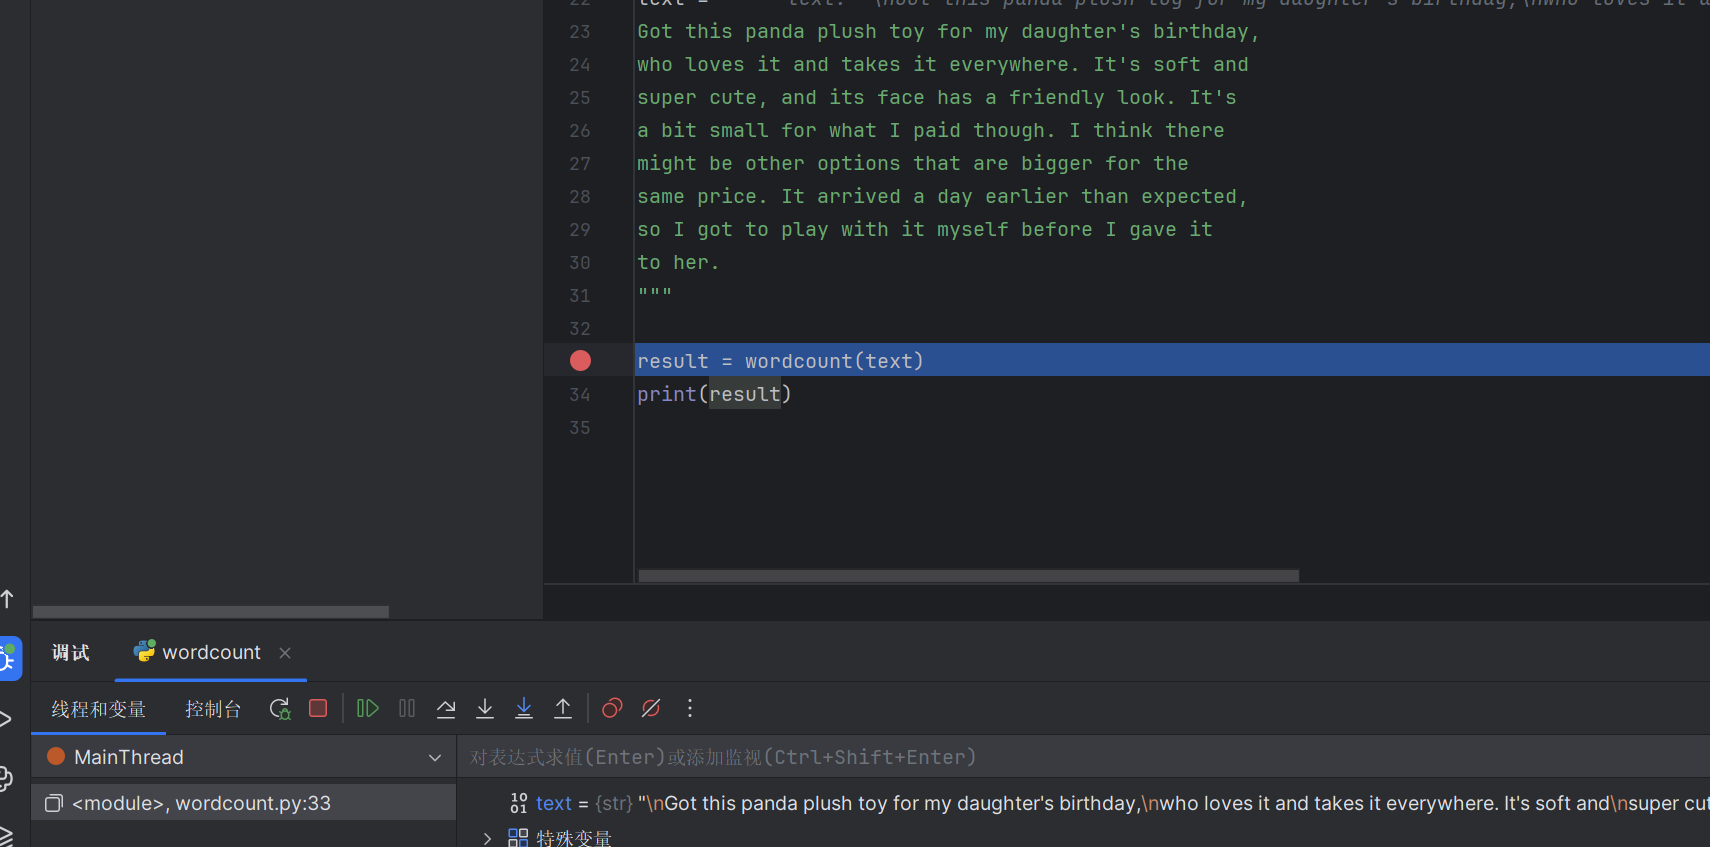 22 text = text: "\nGot this panda plush toy for my daughter's birthday,\nwho loves it a
23 Got this panda plush toy for my daughter's birthday,
24 who loves it and takes it everywhere. It's soft and
25 super cute, and its face has a friendly look. It's
26 a bit small for what I paid though. I think there
27 might be other options that are bigger for the
28 same price. It arrived a day earlier than expected,
29 so I got to play with it myself before I gave it
30 to her.
31 """
32
result = wordcount(text)
34 print(result)
35
调试 wordcount
线程和变量 控制台
MainThread 对表达式求值(Enter)或添加监视(Ctrl+Shift+Enter)
<module>, wordcount.py:33
text = {str} "\nGot this panda plush toy for my daughter's birthday,\nwho loves it and takes it everywhere. It's soft and\nsuper cut
特殊变量